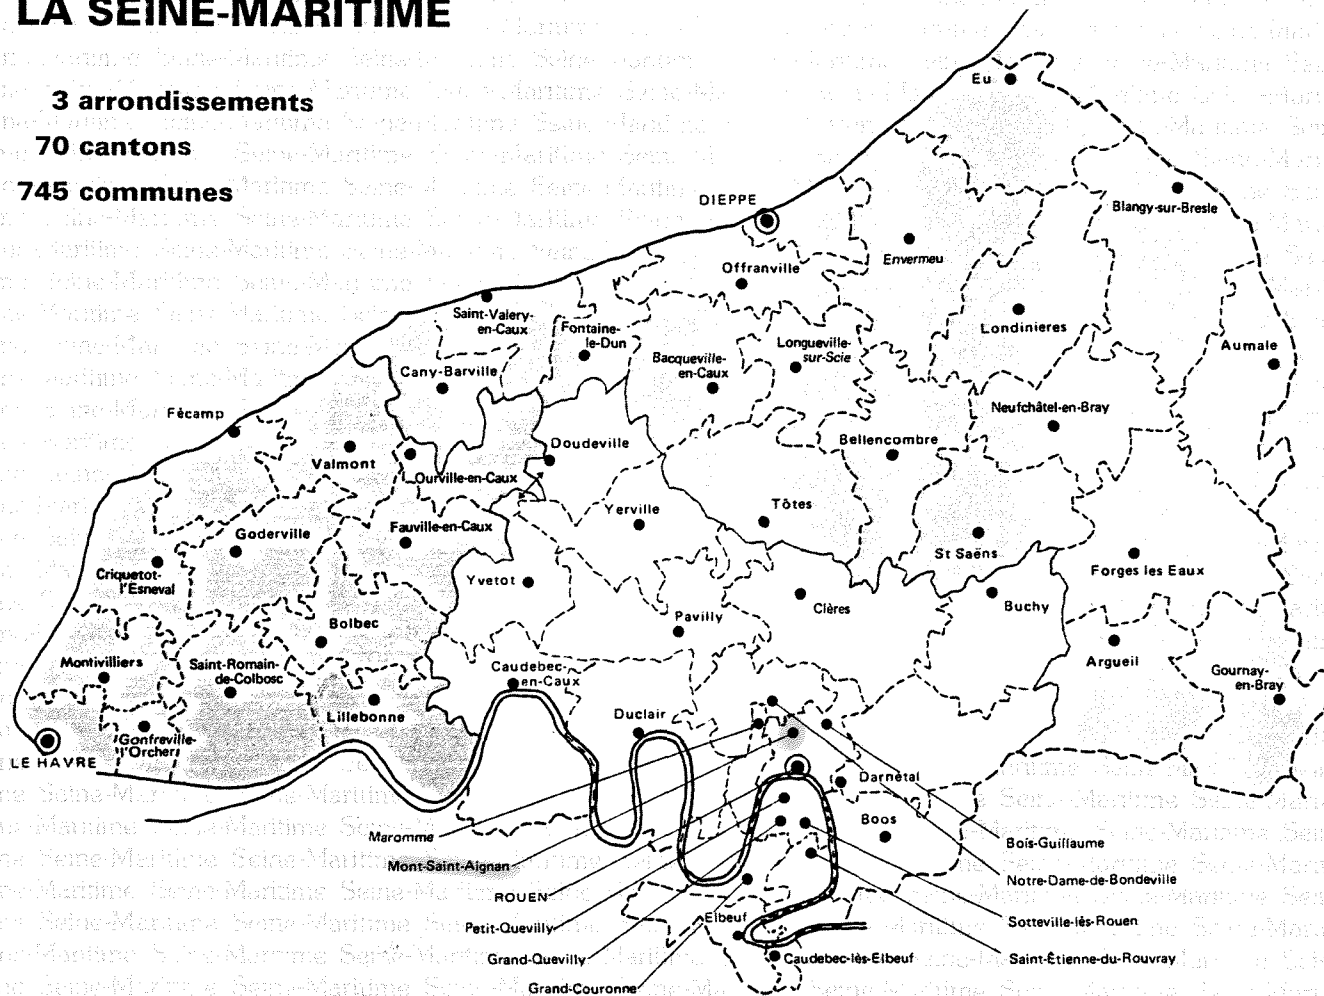 LA SEINE-MARITIME
3 arrondissements
70 cantons
745 communes
Eu
DIEPPE
Blangy-sur-Bresle
Envermeu
Offranville
Saint-Valery-
en-Caux
Fontaine-
le-Dun
Londinieres
Longueville-
sur-Scie
Aumale
Bacqueville-
en-Caux
Cany-Barville
Fécamp
Neufchâtel-en-Bray
Bellencombre
Doudeville
Valmont
Ourville-en-Caux
Tôtes
Yerville
Fauville-en-Caux
Goderville
St Saëns
Criquetot-
l'Esneval
Yvetot
Forges les Eaux
Clères
Buchy
Pavilly
Bolbec
Montivilliers
Saint-Romain-
de-Colbosc
Caudebec-
en-Caux
Argueil
Gournay-
en-Bray
Lillebonne
Duclair
Gonfreville-
l'Orcher
LE HAVRE
Darnétal
Boos
Maromme
Mont-Saint-Aignan
ROUEN
Petit-Quevilly
Grand-Quevilly
Grand-Couronne
Bois-Guillaume
Notre-Dame-de-Bondeville
Sotteville-lès-Rouen
Saint-Étienne-du-Rouvray
Elbeuf
Caudebec-lès-Elbeuf